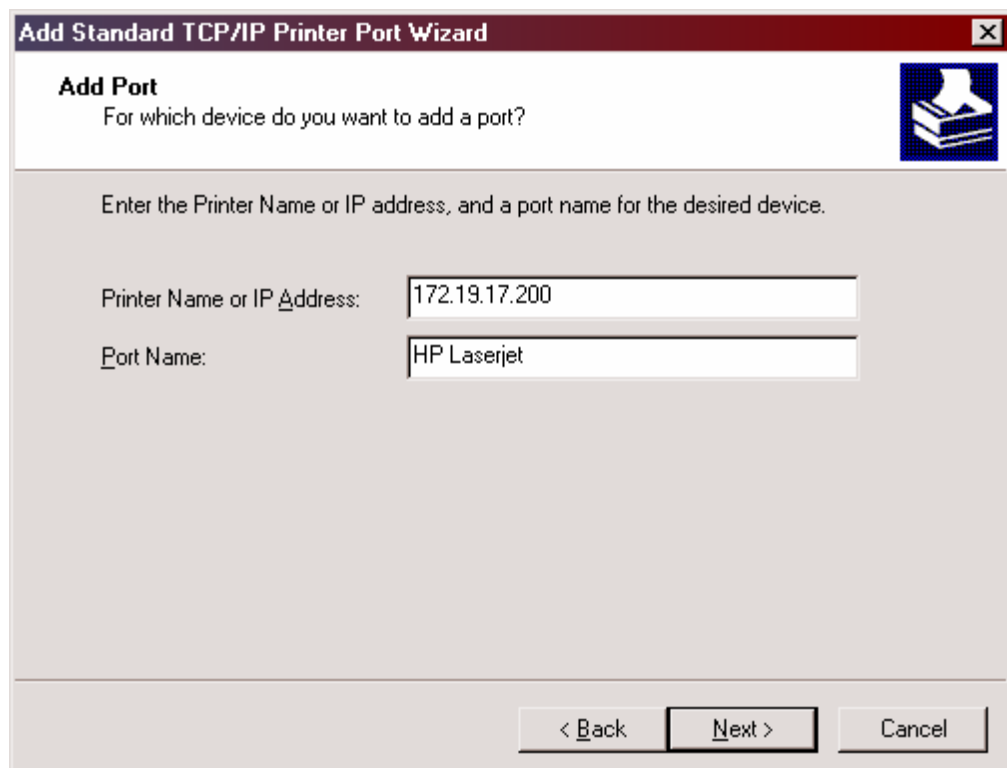 Add Standard TCP/IP Printer Port Wizard
Add Port
For which device do you want to add a port?
Enter the Printer Name or IP address, and a port name for the desired device.
Printer Name or IP Address: 172.19.17.200
Port Name: HP Laserjet
< Back Next > Cancel